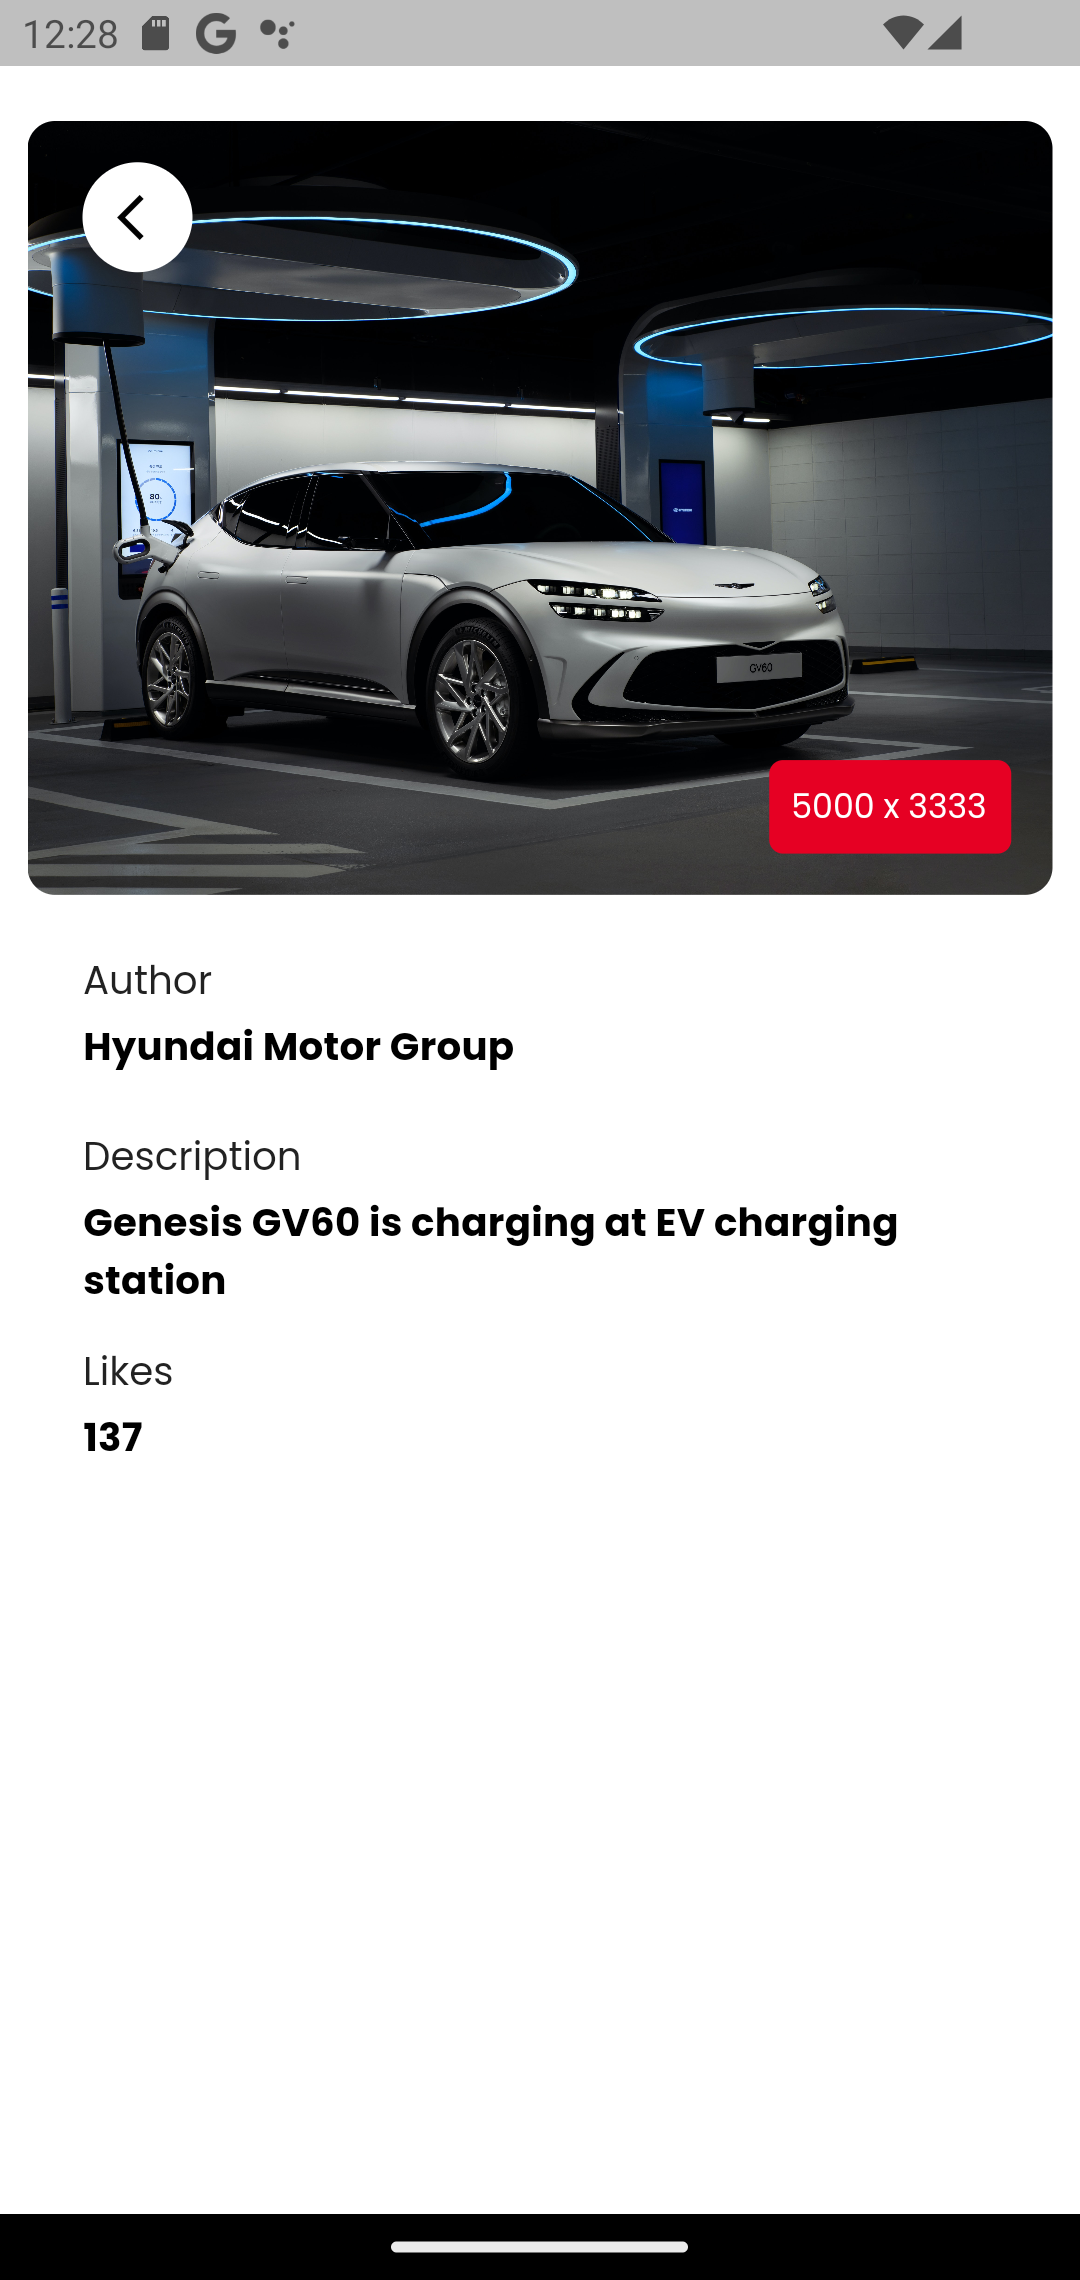 12:28
80
GV60
5000 x 3333
Author
Hyundai Motor Group
Description
Genesis GV60 is charging at EV charging
station
Likes
137